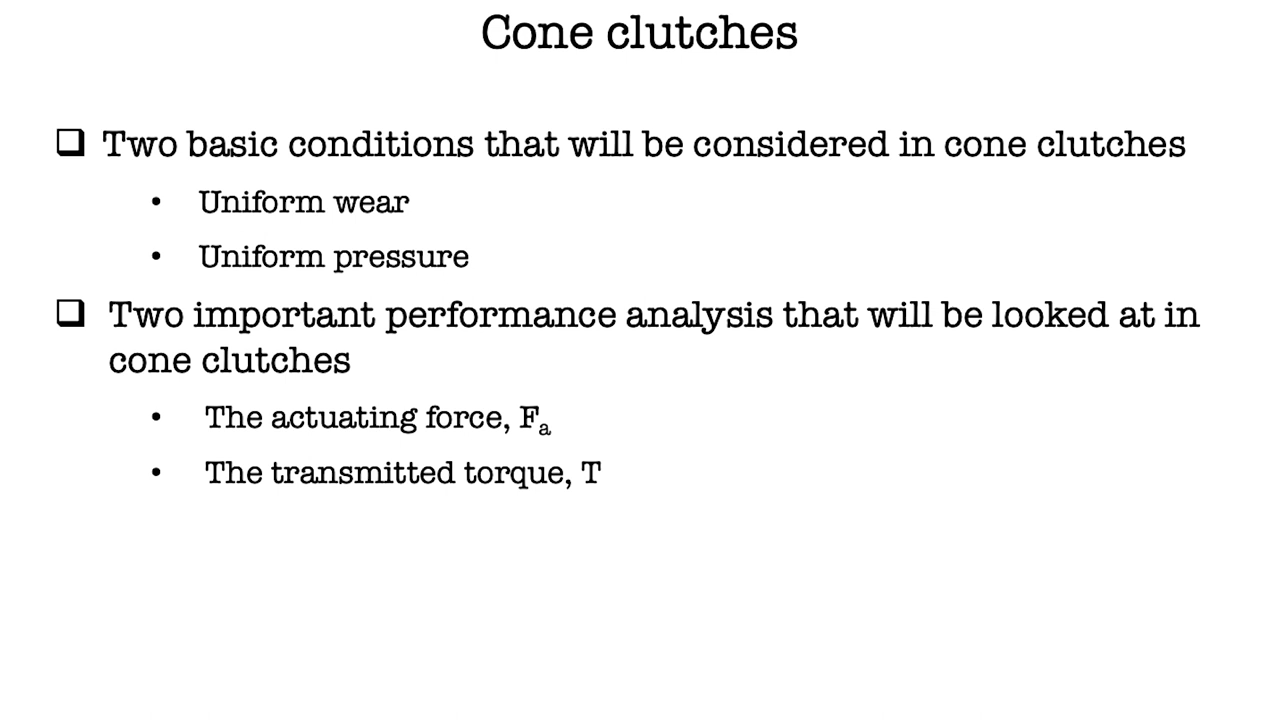 Cone clutches
❑ Two basic conditions that will be considered in cone clutches
• Uniform wear
• Uniform pressure
❑ Two important performance analysis that will be looked at in
cone clutches
• The actuating force, Fₐ
• The transmitted torque, T